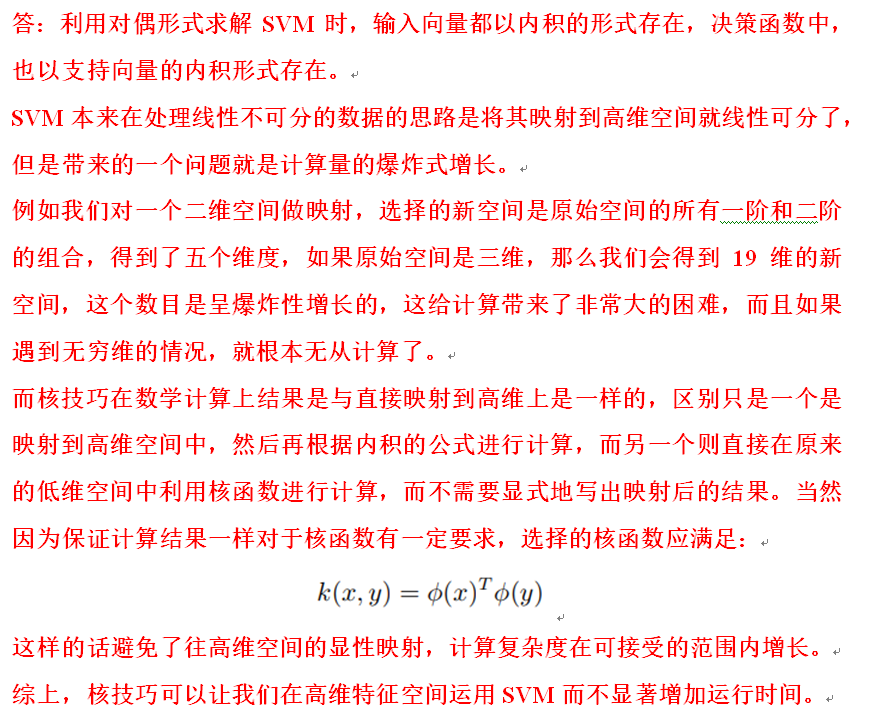 答：利用对偶形式求解 SVM 时，输入向量都以内积的形式存在，决策函数中，
也以支持向量的内积形式存在。
SVM 本来在处理线性不可分的数据的思路是将其映射到高维空间就线性可分了，
但是带来的一个问题就是计算量的爆炸式增长。
例如我们对一个二维空间做映射，选择的新空间是原始空间的所有一阶和二阶
的组合，得到了五个维度，如果原始空间是三维，那么我们会得到 19 维的新
空间，这个数目是呈爆炸性增长的，这给计算带来了非常大的困难，而且如果
遇到无穷维的情况，就根本无从计算了。
而核技巧在数学计算上结果是与直接映射到高维上是一样的，区别只是一个是
映射到高维空间中，然后再根据内积的公式进行计算，而另一个则直接在原来
的低维空间中利用核函数进行计算，而不需要显式地写出映射后的结果。当然
因为保证计算结果一样对于核函数有一定要求，选择的核函数应满足：
k(x, y) = ϕ(x)^T ϕ(y)
这样的话避免了往高维空间的显性映射，计算复杂度在可接受的范围内增长。
综上，核技巧可以让我们在高维特征空间运用 SVM 而不显著增加运行时间。